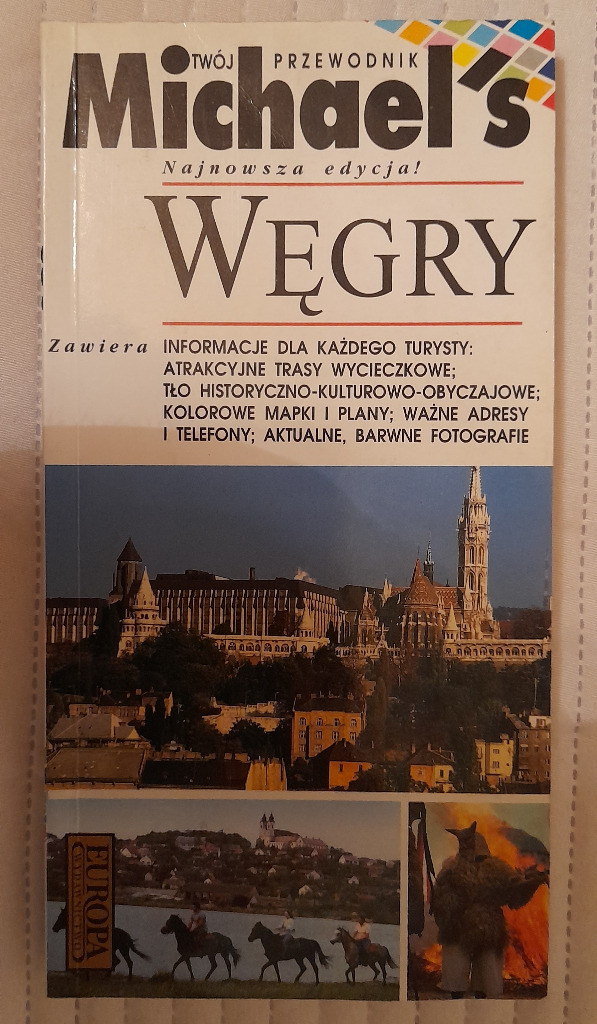 TWÓJ PRZEWODNIK
Michael's
Najnowsza edycja!
WĘGRY
Zawiera INFORMACJE DLA KAŻDEGO TURYSTY:
ATRAKCYJNE TRASY WYCIECZKOWE;
TŁO HISTORYCZNO-KULTUROWO-OBYCZAJOWE;
KOLOROWE MAPKI I PLANY; WAŻNE ADRESY
I TELEFONY; AKTUALNE, BARWNE FOTOGRAFIE
EUROPA
WYDAWNICTWO